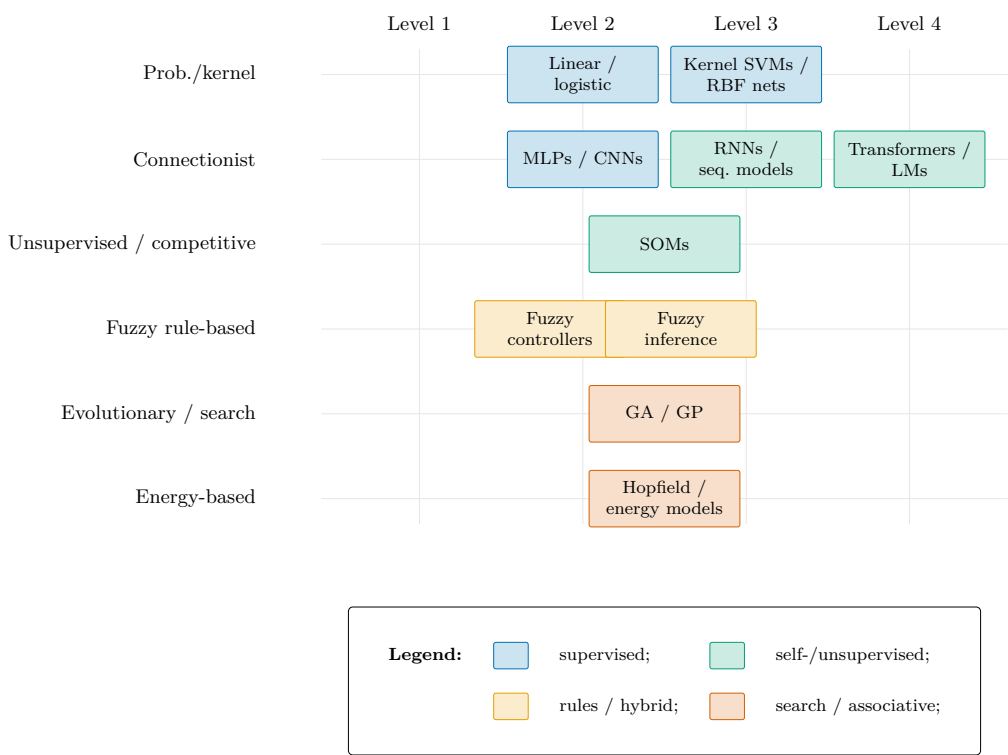 Level 1
Level 2
Level 3
Level 4
Prob./kernel
Linear /
logistic
Kernel SVMs /
RBF nets
Connectionist
MLPs / CNNs
RNNs /
seq. models
Transformers /
LMs
Unsupervised / competitive
SOMs
Fuzzy rule-based
Fuzzy
controllers
Fuzzy
inference
Evolutionary / search
GA / GP
Energy-based
Hopfield /
energy models
Legend:
supervised;
self-/unsupervised;
rules / hybrid;
search / associative;